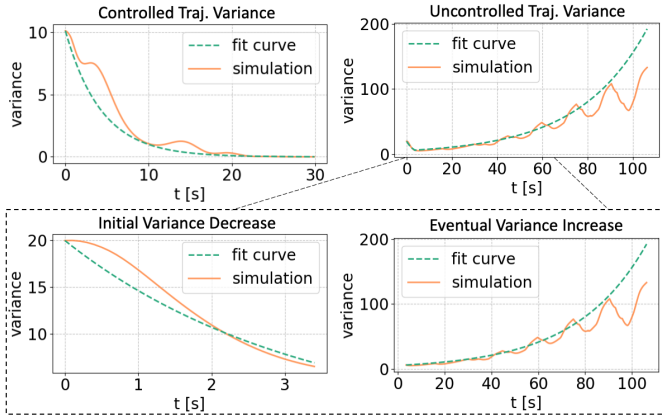 Controlled Traj. Variance
variance
10
5
0
fit curve
simulation
0 10 20 30
t [s]
Uncontrolled Traj. Variance
variance
200
100
0
fit curve
simulation
0 20 40 60 80 100
t [s]
Initial Variance Decrease
variance
20
15
10
fit curve
simulation
0 1 2 3
t [s]
Eventual Variance Increase
variance
200
100
0
fit curve
simulation
0 20 40 60 80 100
t [s]